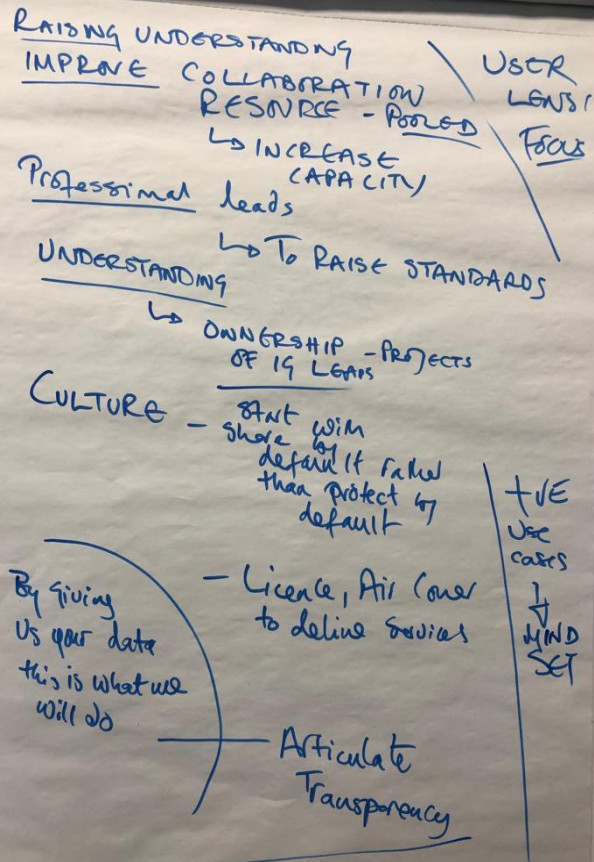 RAISING UNDERSTANDING
IMPROVE COLLABORATION
RESOURCE - POOLED
↳ INCREASE
CAPACITY
USER
LENS/
FOCUS
Professional leads
↳ To RAISE STANDARDS
UNDERSTANDING
↳ OWNERSHIP - PROJECTS
OF IG LEADS
CULTURE - Start with
share by
default rather
than protect by
default
- Licence, Air Cover
to deliver Services
+VE
USE
cases
↓
MIND
SET
By giving
us your data
this is what we
will do
- Articulate
Transparency